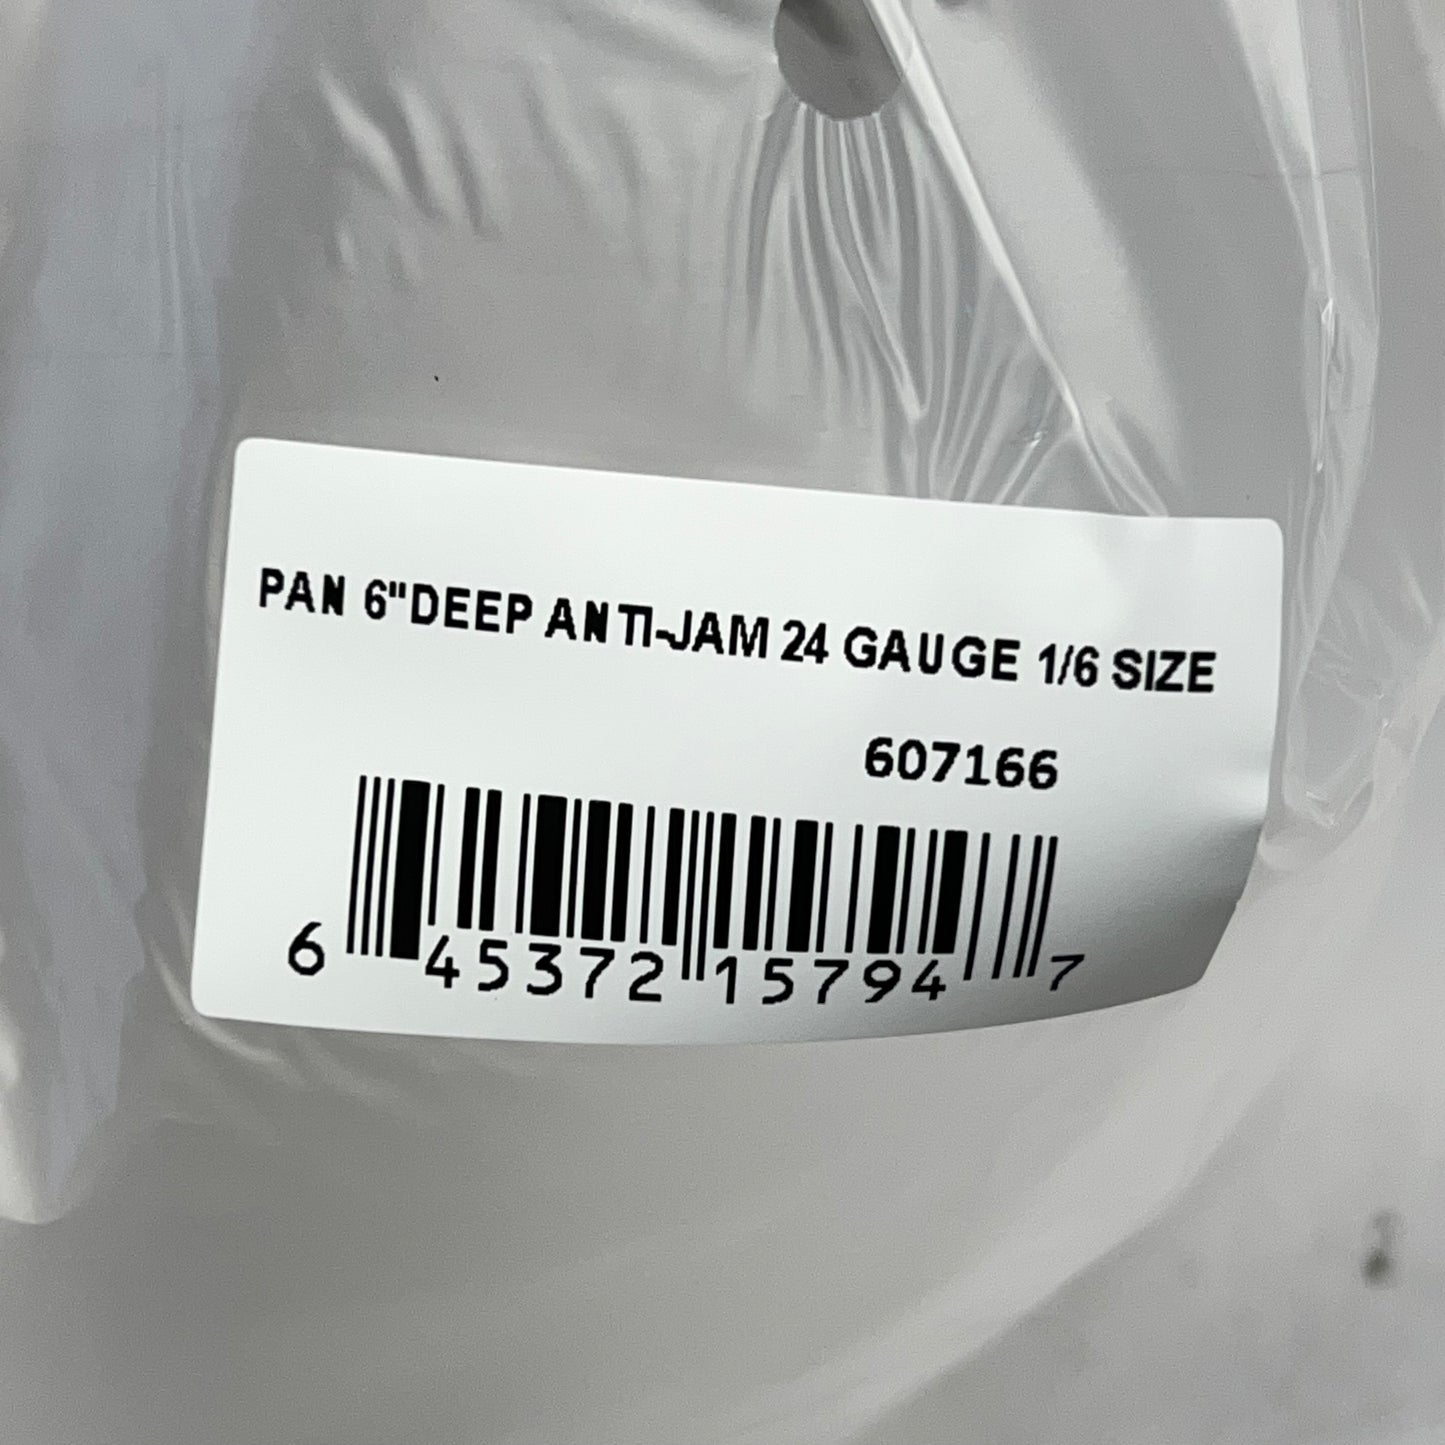 PAN 6"DEEP ANTI-JAM 24 GAUGE 1/6 SIZE
607166
6 45372 15794 7